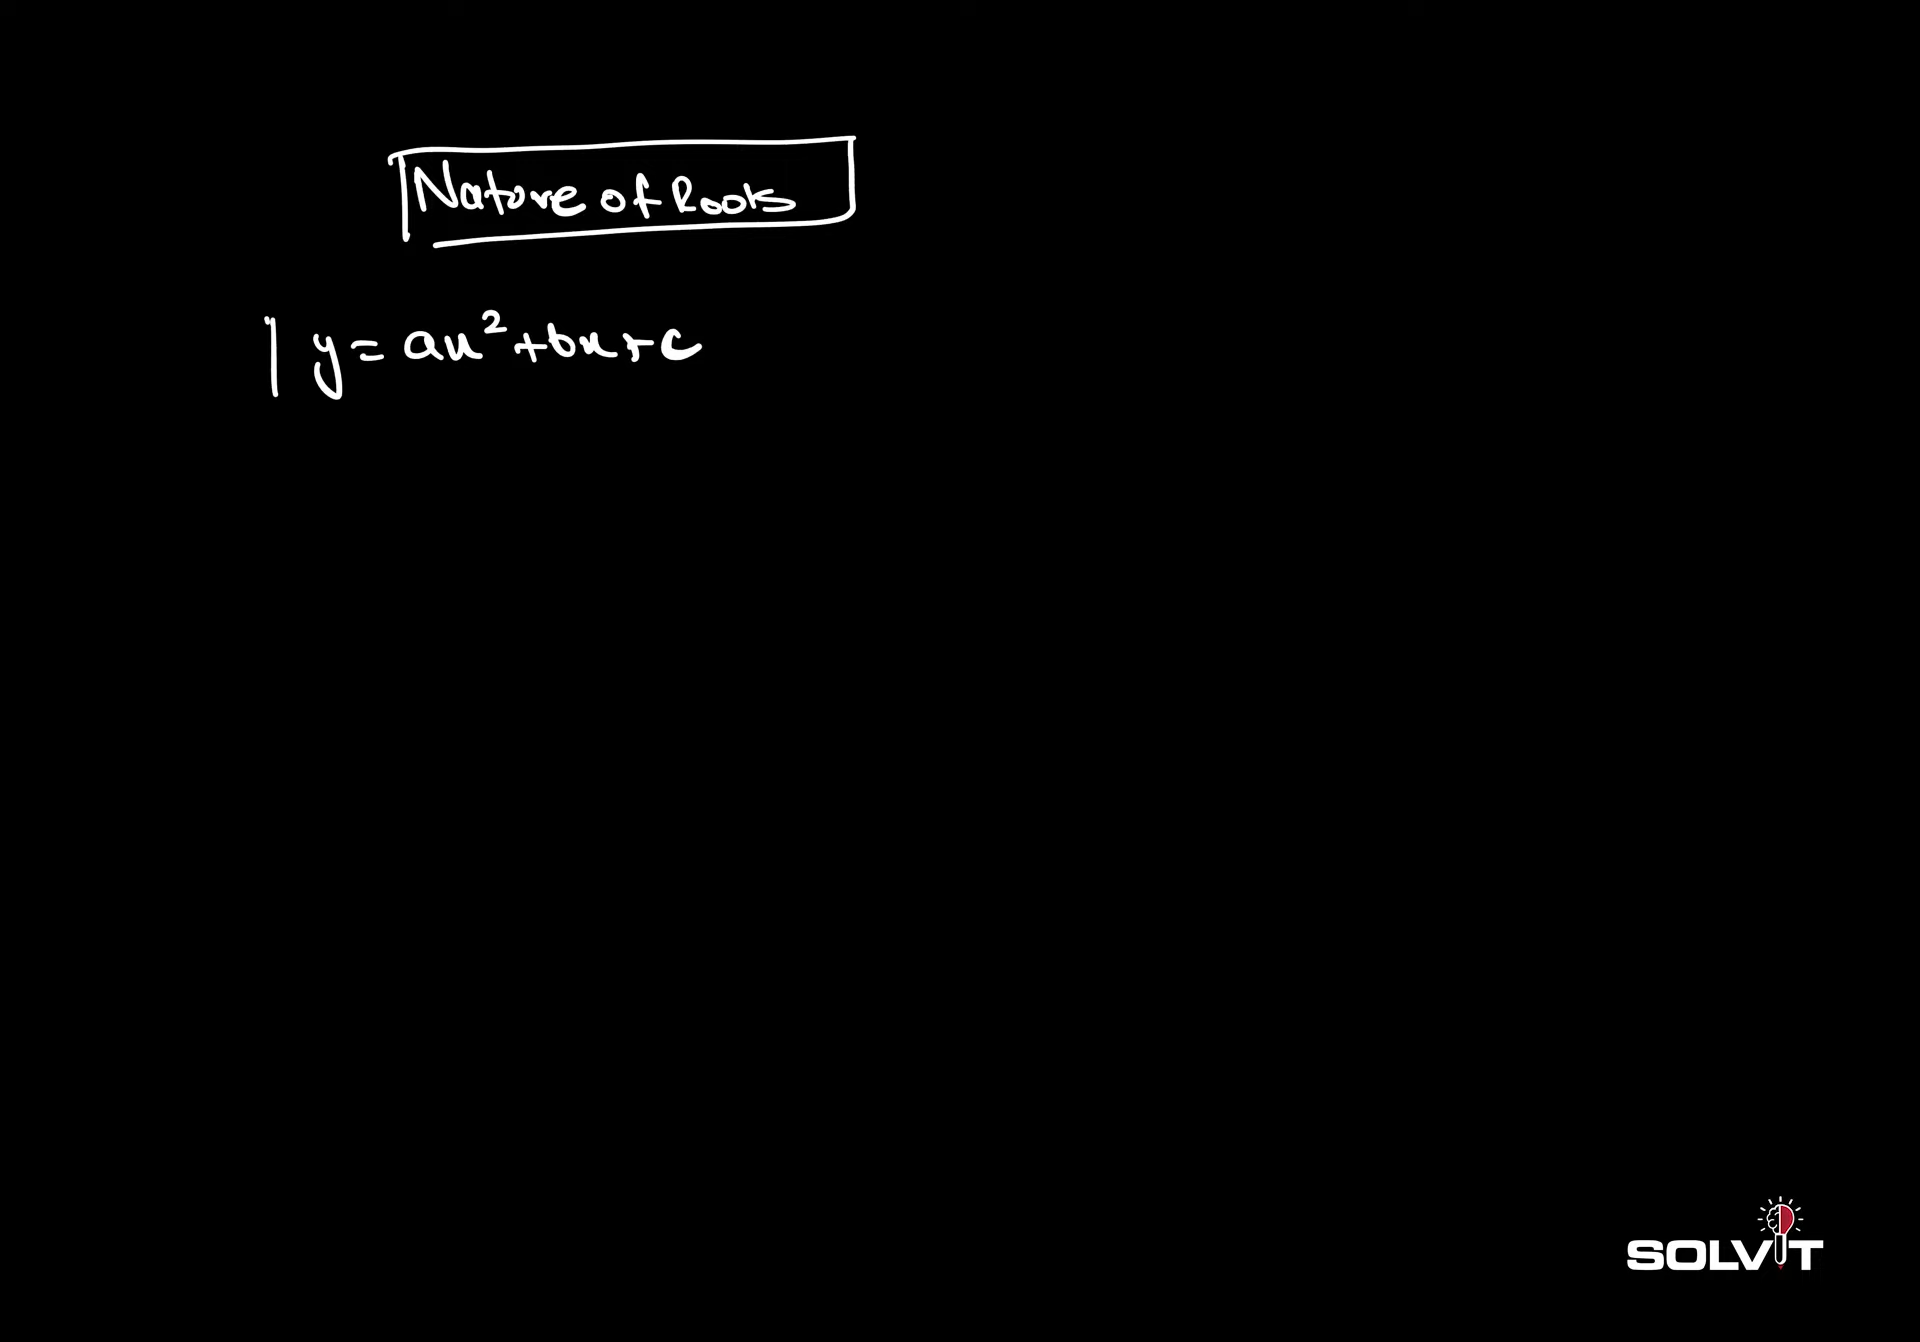 Nature of Roots
y = ax² + bx + c
SOLVIT